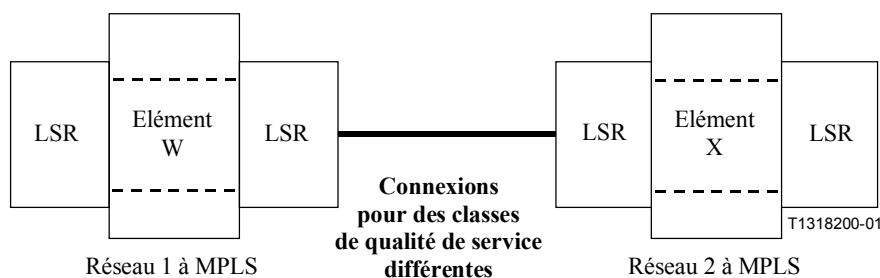 LSR
Elément
W
LSR
LSR
Elément
X
LSR
Connexions
pour des classes
de qualité de service
différentes
T1318200-01
Réseau 1 à MPLS
Réseau 2 à MPLS